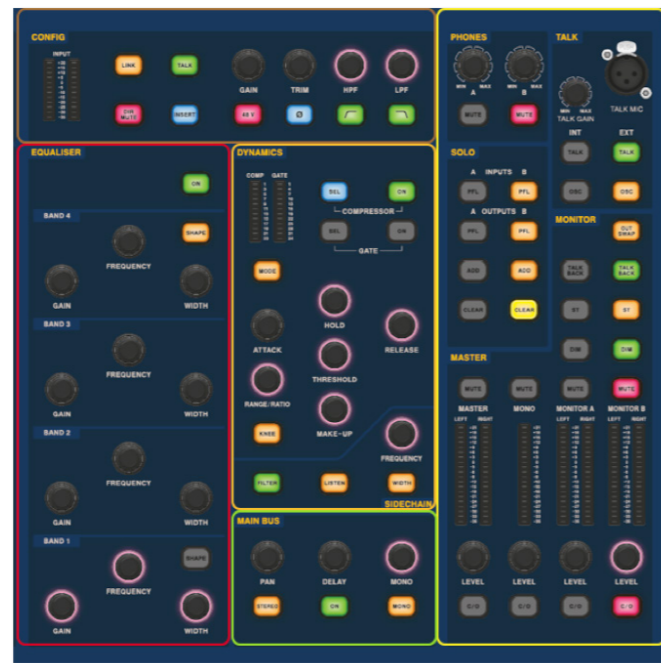 CONFIG
INPUT
LINK
TALK
GAIN
TRIM
HPF
LPF
DIR MUTE
INSERT
48 V
Ø
EQUALISER
ON
BAND 4
SHAPE
FREQUENCY
GAIN
WIDTH
BAND 3
FREQUENCY
GAIN
WIDTH
BAND 2
FREQUENCY
GAIN
WIDTH
BAND 1
SHAPE
FREQUENCY
GAIN
WIDTH
DYNAMICS
COMP GATE
SEL
ON
COMPRESSOR
SEL
ON
GATE
MODE
HOLD
ATTACK
RELEASE
THRESHOLD
RANGE/RATIO
MAKE-UP
KNEE
FREQUENCY
FILTER
LISTEN
WIDTH
SIDECHAIN
MAIN BUS
PAN
DELAY
MONO
STEREO
ON
MONO
PHONES
MIN MAX
MIN MAX
A
B
MUTE
MUTE
TALK
MIN MAX
TALK GAIN
TALK MIC
INT
EXT
TALK
TALK
OSC
OSC
SOLO
A INPUTS B
PFL
PFL
A OUTPUTS B
PFL
PFL
ADD
ADD
CLEAR
CLEAR
MONITOR
OUT
SWAP
TALK
BACK
TALK
BACK
ST
ST
DIM
DIM
MASTER
MUTE
MUTE
MUTE
MUTE
MASTER
MONO
MONITOR A
MONITOR B
LEFT RIGHT
LEFT RIGHT
LEFT RIGHT
LEVEL
LEVEL
LEVEL
LEVEL
C/O
C/O
C/O
C/O